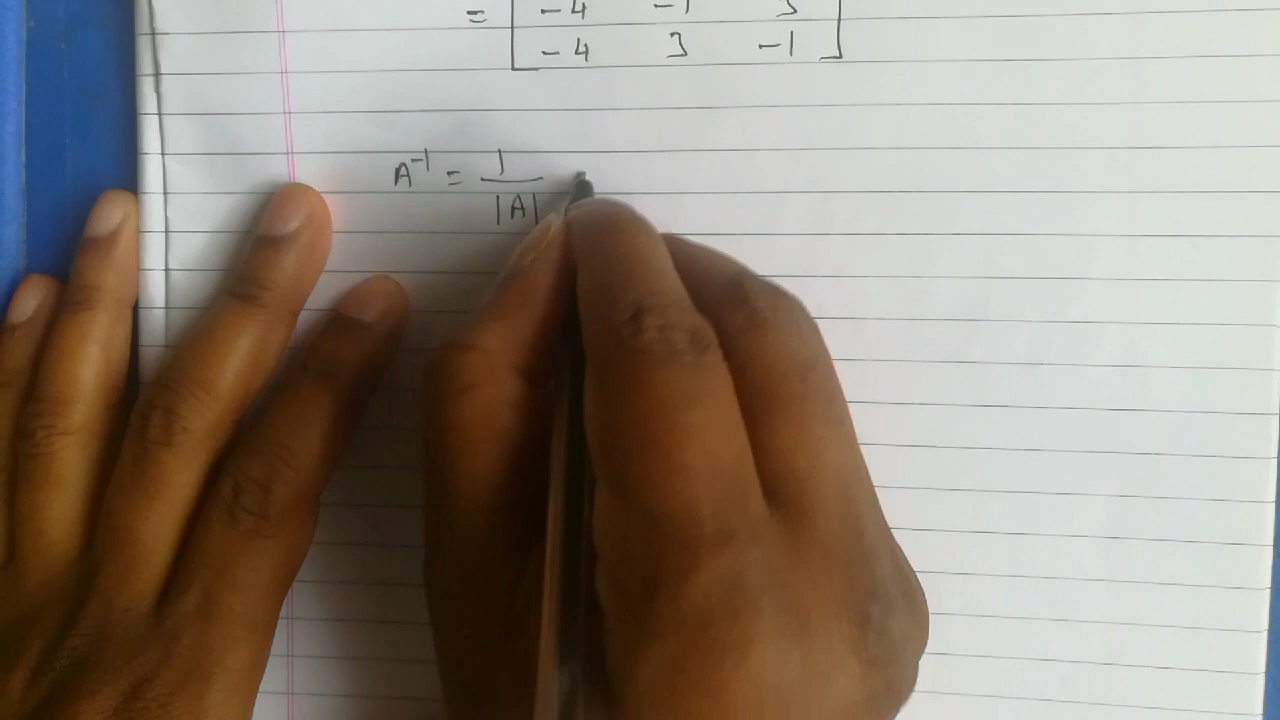 = [ -4 -1 3
-4 3 -1 ]
A⁻¹ = 1
|A|